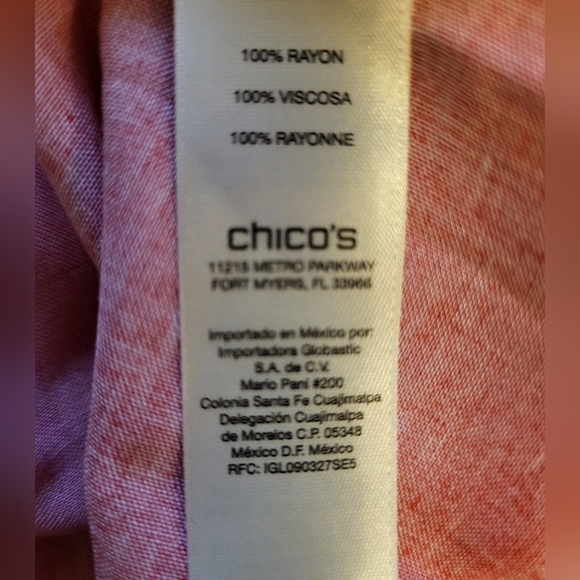 100% RAYON
100% VISCOSA
100% RAYONNE
chico's
11215 METRO PARKWAY
FORT MYERS, FL 33966
Importado en México por:
Importadora Globastic
S.A. de C.V.
Mario Pani #200
Colonia Santa Fe Cuajimalpa
Delegación Cuajimalpa
de Morelos C.P. 05348
México D.F. México
RFC: IGL090327SE5